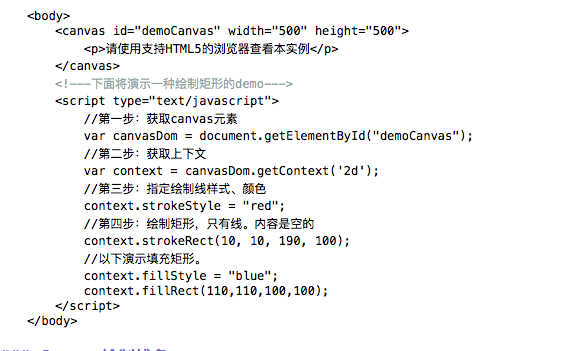 <body>
<canvas id="demoCanvas" width="500" height="500">
<p>请使用支持HTML5的浏览器查看本实例</p>
</canvas>
<!---下面将演示一种绘制矩形的demo--->
<script type="text/javascript">
//第一步：获取canvas元素
var canvasDom = document.getElementById("demoCanvas");
//第二步：获取上下文
var context = canvasDom.getContext('2d');
//第三步：指定绘制线样式、颜色
context.strokeStyle = "red";
//第四步：绘制矩形，只有线。内容是空的
context.strokeRect(10, 10, 190, 100);
//以下演示填充矩形。
context.fillStyle = "blue";
context.fillRect(110,110,100,100);
</script>
</body>